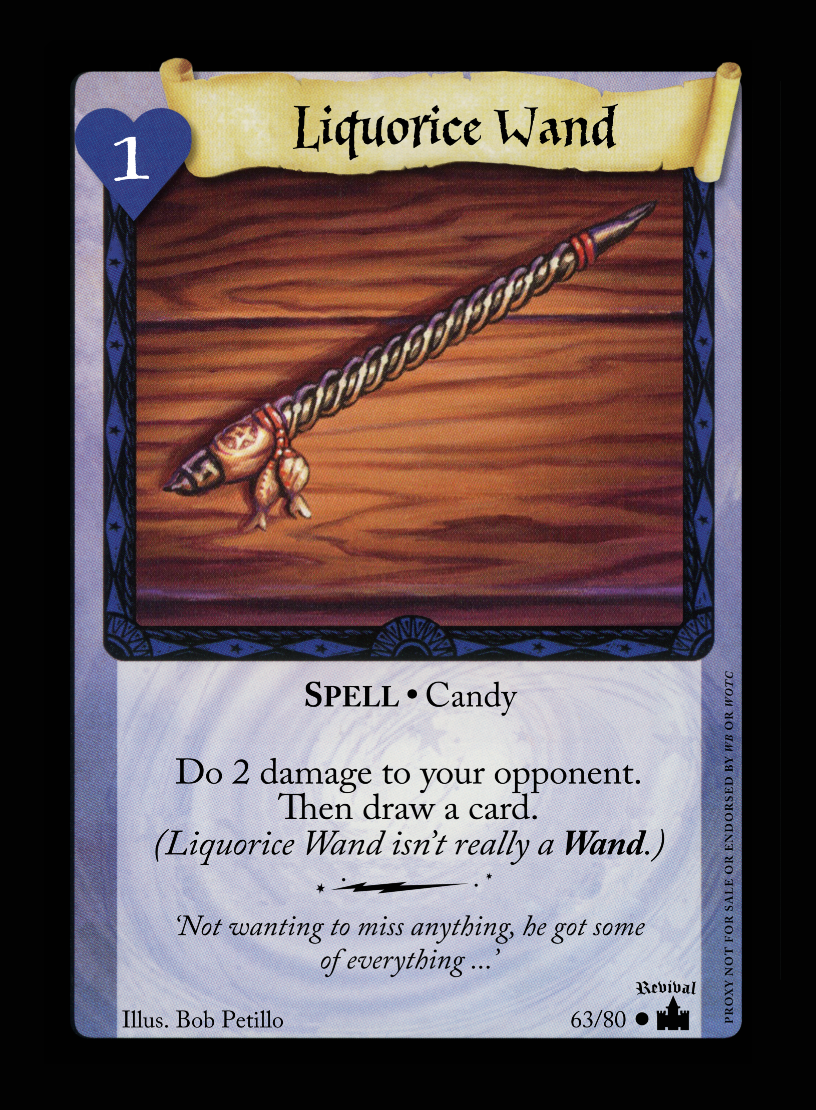 Liquorice Wand
1
SPELL • Candy
Do 2 damage to your opponent.
Then draw a card.
(Liquorice Wand isn't really a Wand.)
‘Not wanting to miss anything, he got some
of everything ...’
Revival
Illus. Bob Petillo
63/80 ●
PROXY NOT FOR SALE OR ENDORSED BY WB OR WOTC